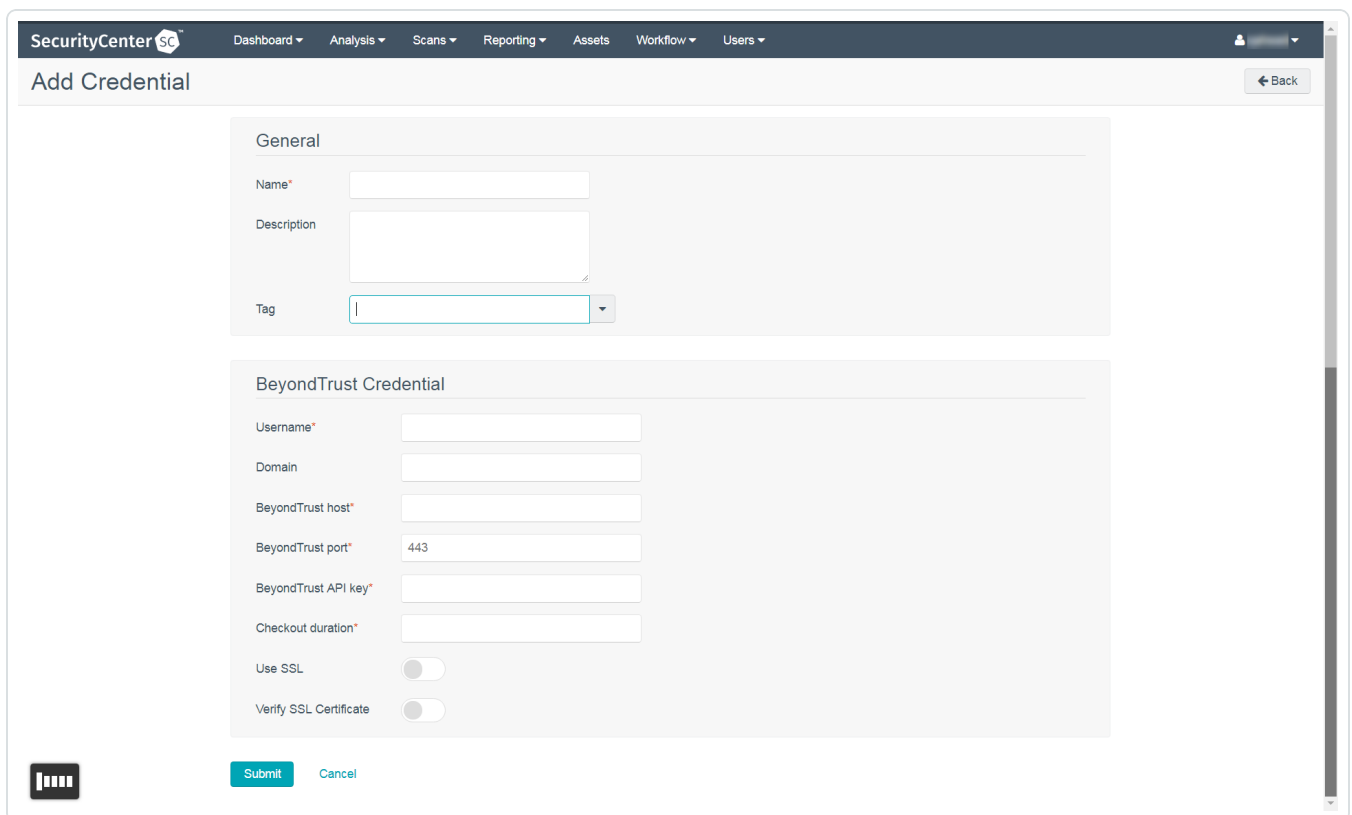 SecurityCenter SC™ Dashboard Analysis Scans Reporting Assets Workflow Users
Add Credential Back
General
Name*
Description
Tag
BeyondTrust Credential
Username*
Domain
BeyondTrust host*
BeyondTrust port* 443
BeyondTrust API key*
Checkout duration*
Use SSL
Verify SSL Certificate
Submit Cancel